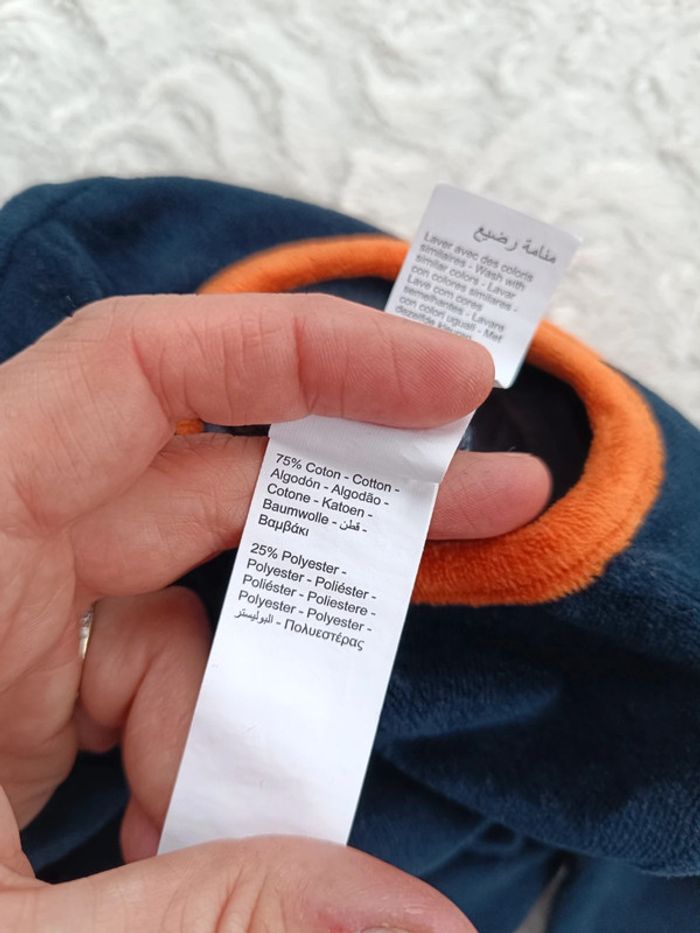 منامة رضيع
Laver avec des coloris
similaires - Wash with
similar colors - Lavar
con colores similares -
Lave com cores
semelhantes - Lavare
con colori uguali - Met
dezelfde kleuren
75% Coton - Cotton -
Algodón - Algodão -
Cotone - Katoen -
Baumwolle - قطن -
Βαμβάκι
25% Polyester -
Polyester - Poliéster -
Poliéster - Poliestere -
Polyester - Polyester -
البوليستر - Πολυεστέρας